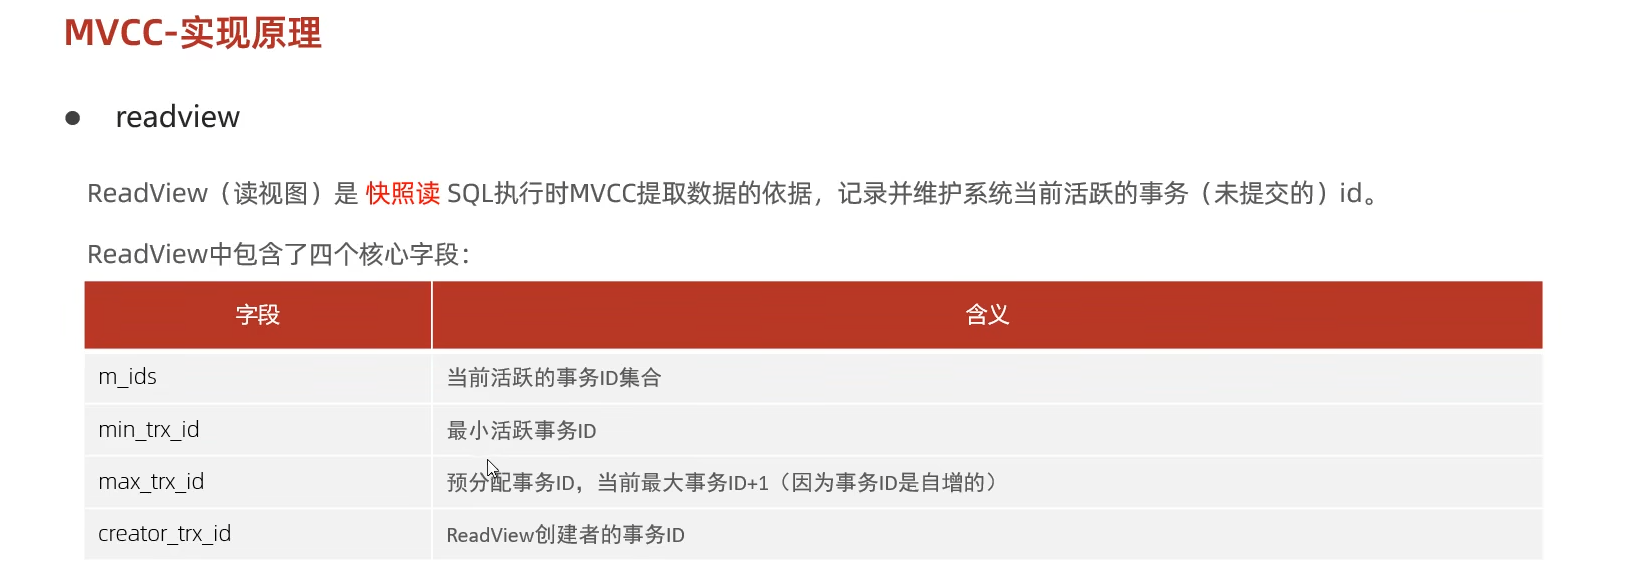 MVCC-实现原理
● readview
ReadView（读视图）是 快照读 SQL执行时MVCC提取数据的依据，记录并维护系统当前活跃的事务（未提交的）id。
ReadView中包含了四个核心字段：
字段 含义
m_ids 当前活跃的事务ID集合
min_trx_id 最小活跃事务ID
max_trx_id 预分配事务ID，当前最大事务ID+1（因为事务ID是自增的）
creator_trx_id ReadView创建者的事务ID